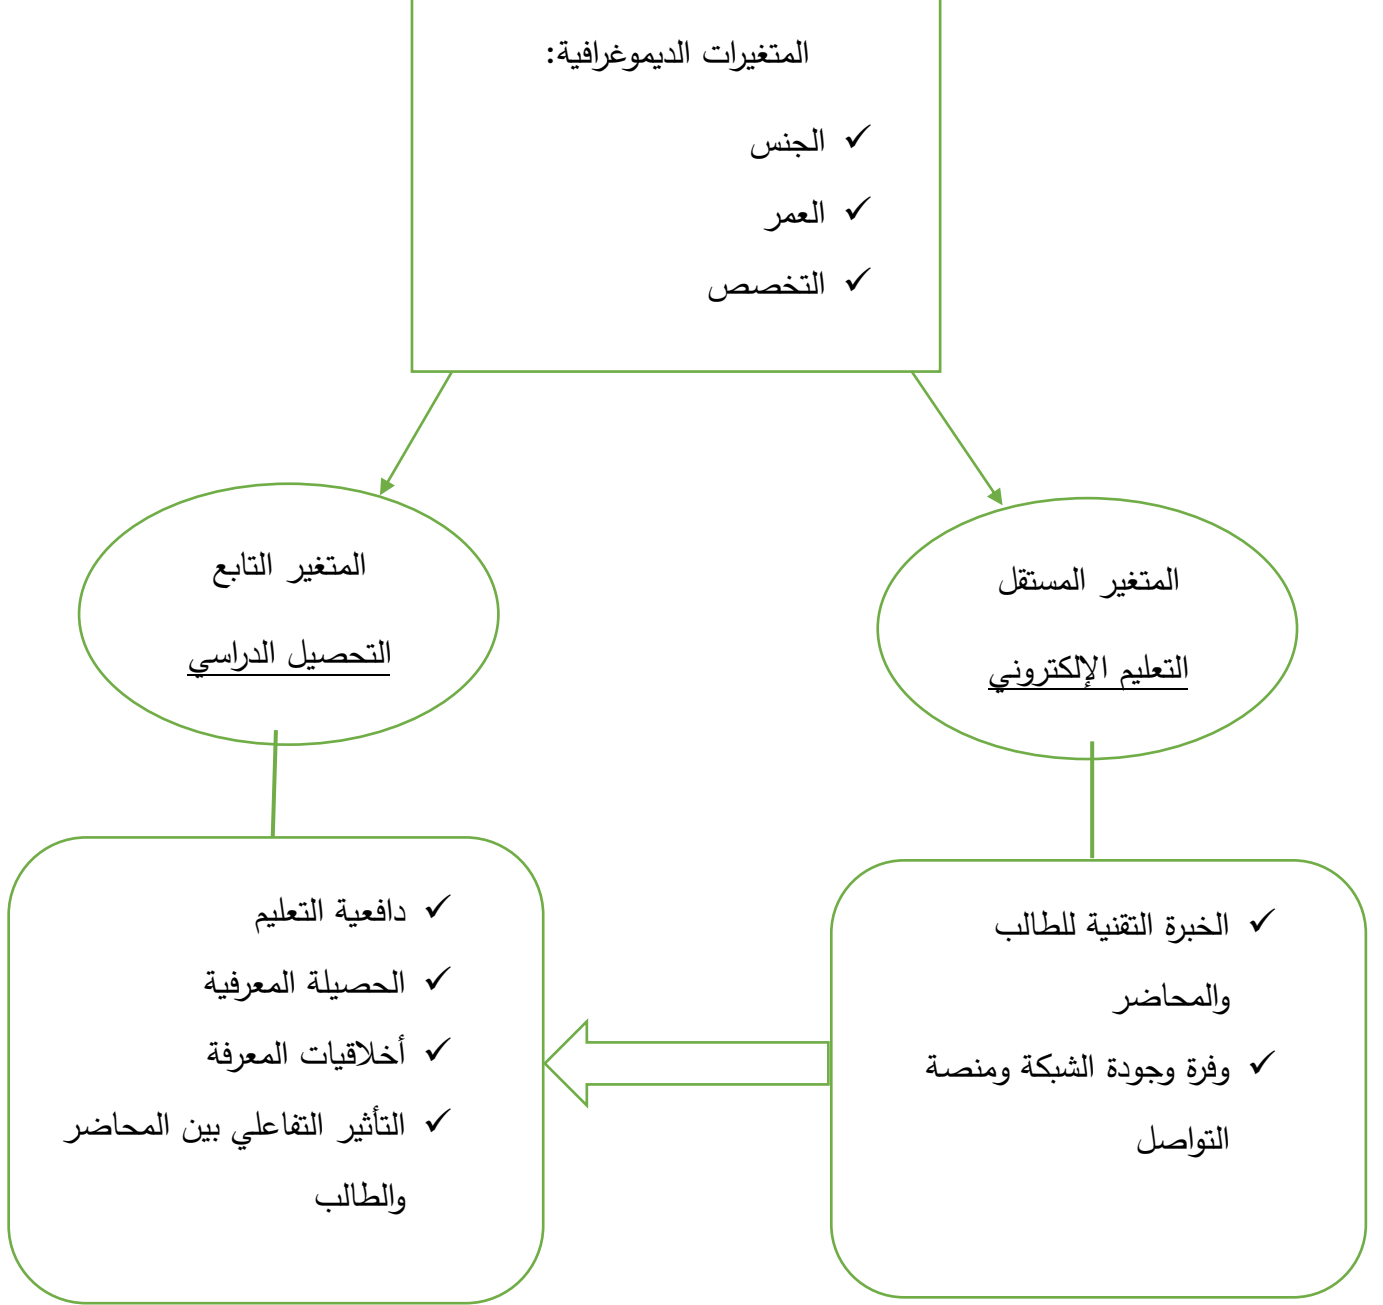 المتغيرات الديموغرافية:
✓ الجنس
✓ العمر
✓ التخصص
المتغير المستقل
التعليم الإلكتروني
المتغير التابع
التحصيل الدراسي
✓ الخبرة التقنية للطالب
والمحاضر
✓ وفرة وجودة الشبكة ومنصة
التواصل
✓ دافعية التعليم
✓ الحصيلة المعرفية
✓ أخلاقيات المعرفة
✓ التأثير التفاعلي بين المحاضر
والطالب